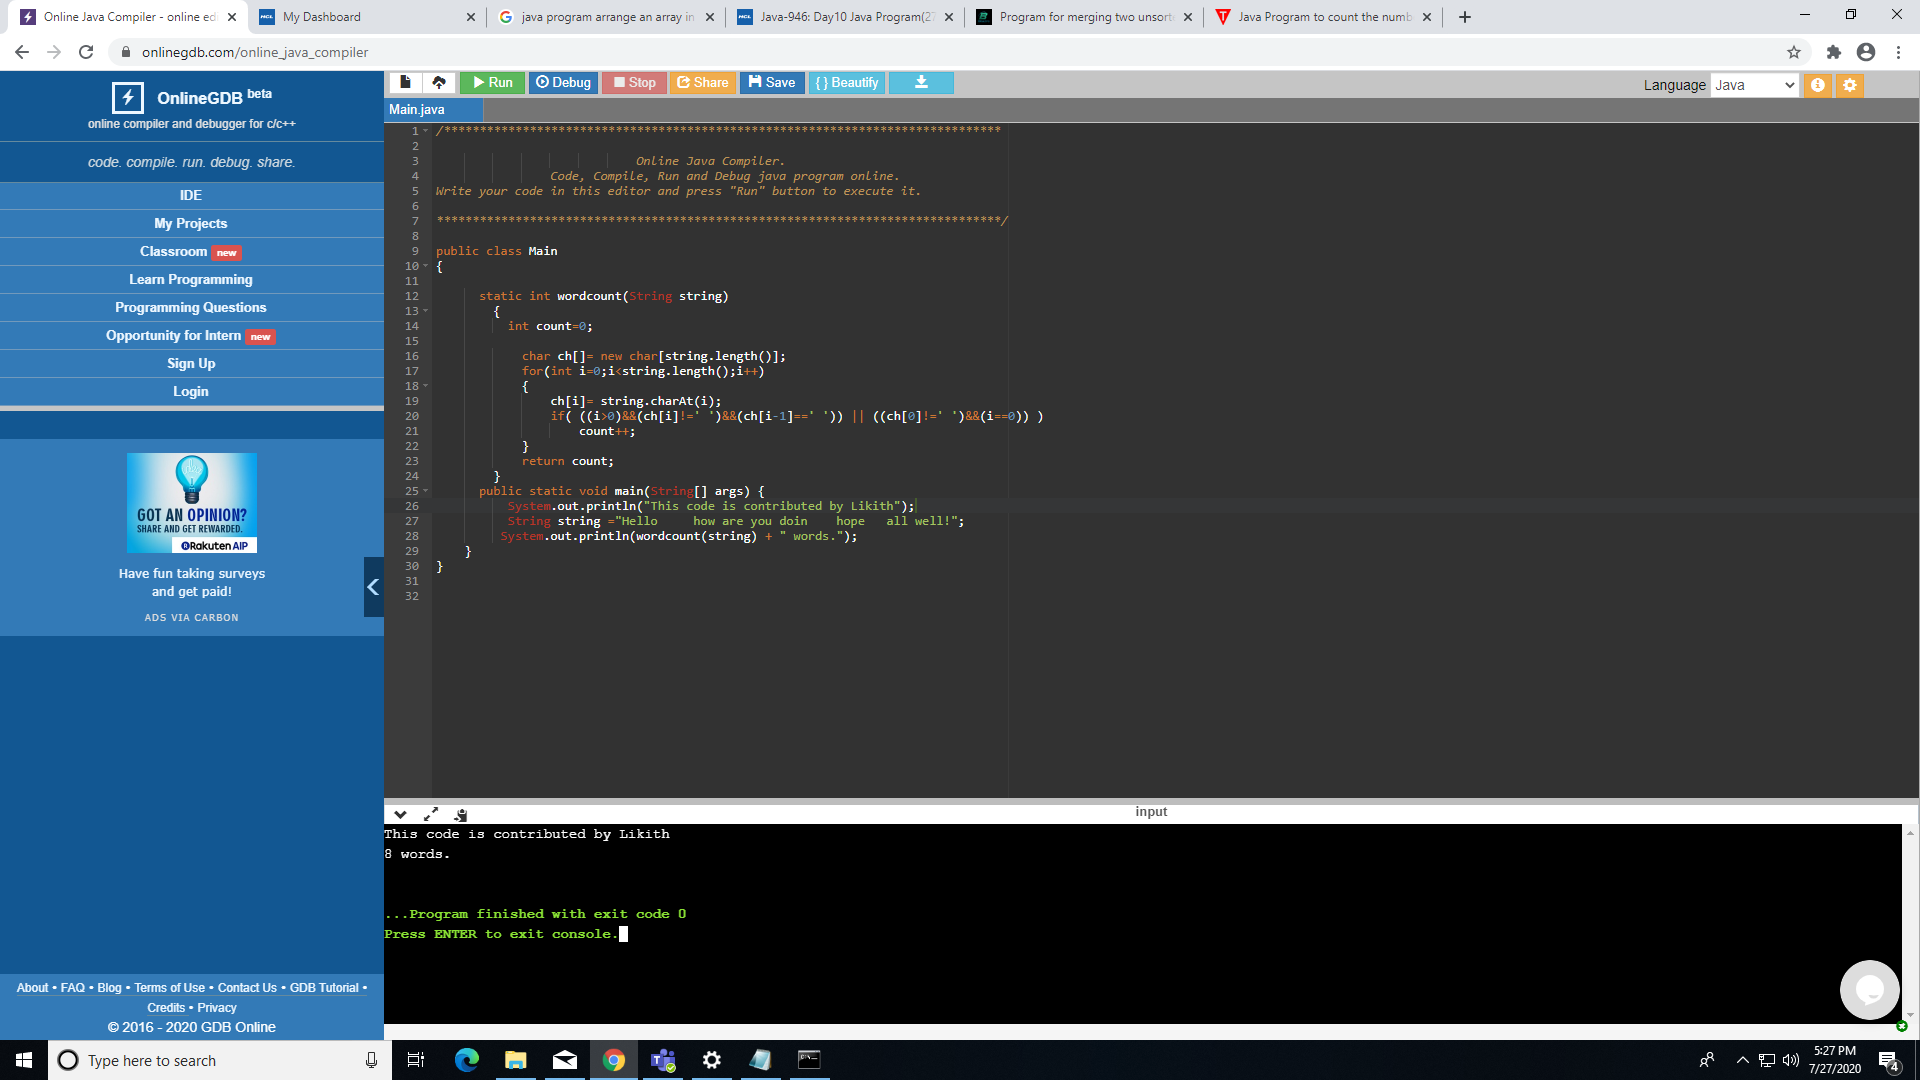 Online Java Compiler - online edi
My Dashboard
java program arrange an array in
Java-946: Day10 Java Program(27
Program for merging two unsorte
Java Program to count the numb
onlinegdb.com/online_java_compiler
OnlineGDB beta
online compiler and debugger for c/c++
code. compile. run. debug. share.
IDE
My Projects
Classroom new
Learn Programming
Programming Questions
Opportunity for Intern new
Sign Up
Login
GOT AN OPINION?
SHARE AND GET REWARDED.
Rakuten AIP
Have fun taking surveys
and get paid!
ADS VIA CARBON
About • FAQ • Blog • Terms of Use • Contact Us • GDB Tutorial •
Credits • Privacy
© 2016 - 2020 GDB Online
Run Debug Stop Share Save { } Beautify
Language Java
Main.java
1 /******************************************************************************
2
3 Online Java Compiler.
4 Code, Compile, Run and Debug java program online.
5 Write your code in this editor and press "Run" button to execute it.
6
7 *******************************************************************************/
8
9 public class Main
10 {
11
12 static int wordcount(String string)
13 {
14 int count=0;
15
16 char ch[]= new char[string.length()];
17 for(int i=0;i<string.length();i++)
18 {
19 ch[i]= string.charAt(i);
20 if( ((i>0)&&(ch[i]!=' ')&&(ch[i-1]==' ')) || ((ch[0]!=' ')&&(i==0)) )
21 count++;
22 }
23 return count;
24 }
25 public static void main(String[] args) {
26 System.out.println("This code is contributed by Likith");
27 String string ="Hello     how are you doin    hope   all well!";
28 System.out.println(wordcount(string) + " words.");
29 }
30 }
31
32
input
This code is contributed by Likith
8 words.
...Program finished with exit code 0
Press ENTER to exit console.
Type here to search
5:27 PM
7/27/2020
4